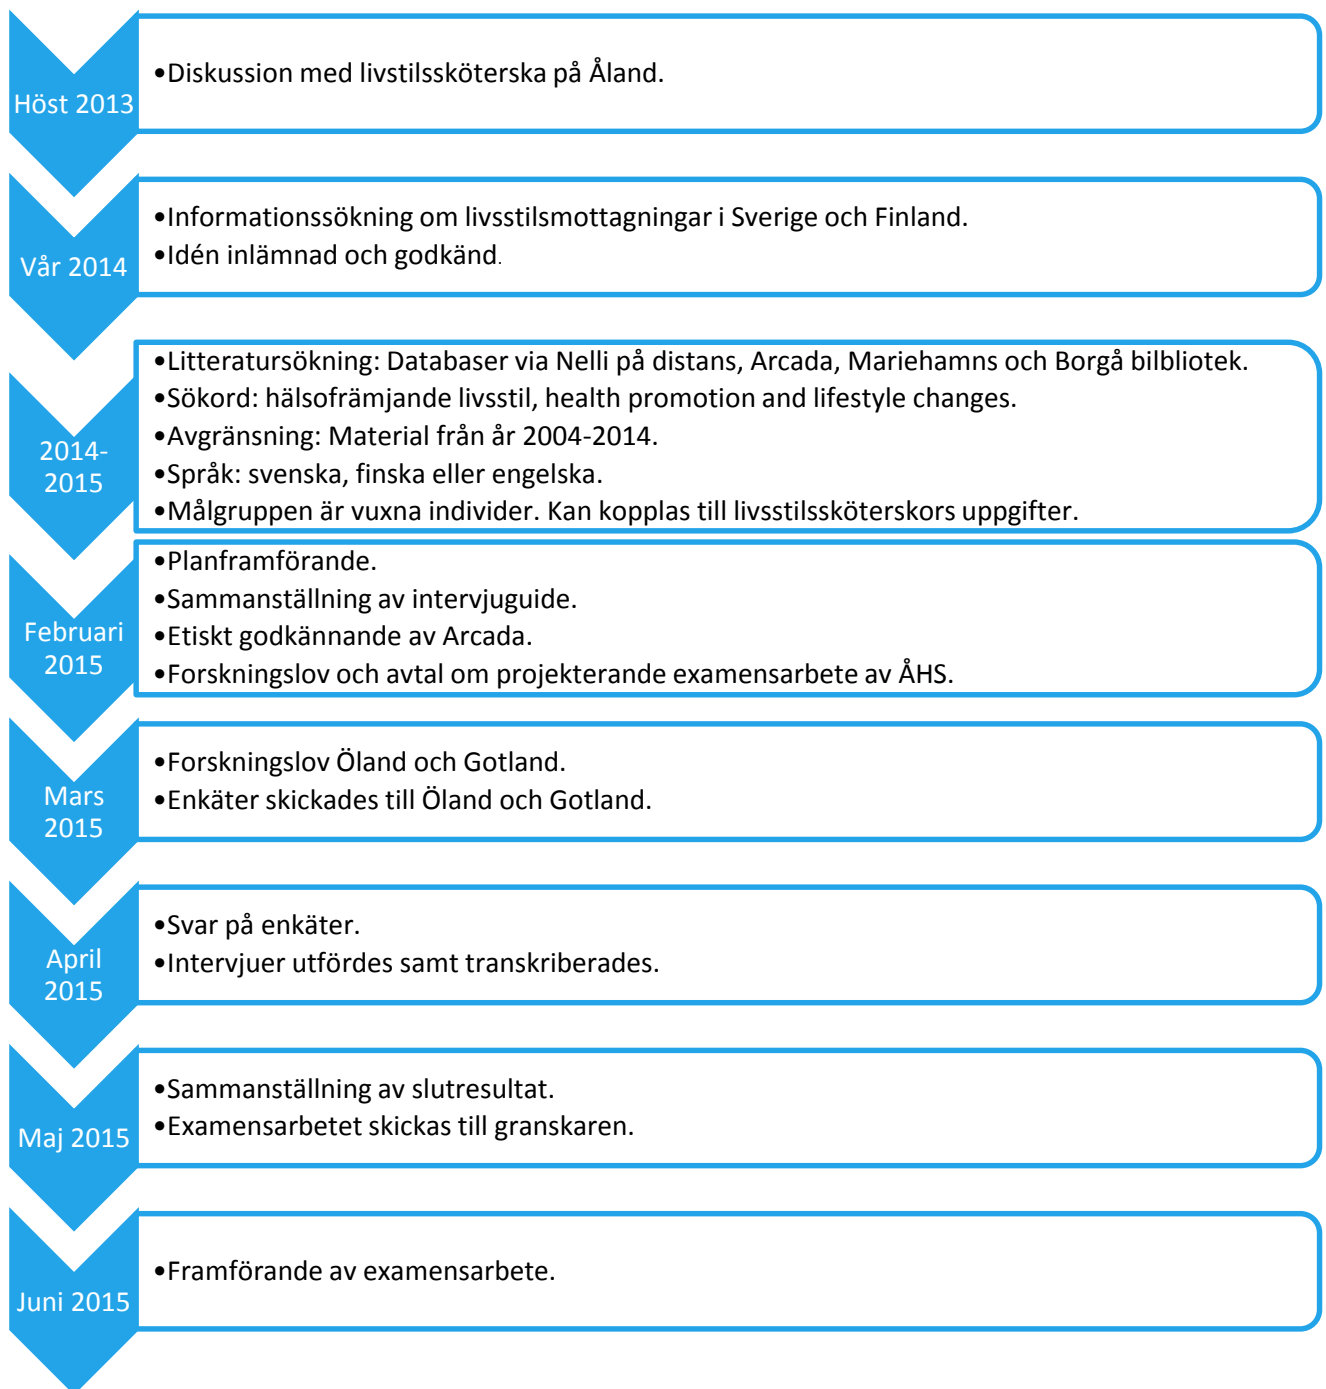 Höst 2013
•Diskussion med livstilssköterska på Åland.
Vår 2014
•Informationssökning om livsstilsmottagningar i Sverige och Finland.
•Idén inlämnad och godkänd.
2014-
2015
•Litteratursökning: Databaser via Nelli på distans, Arcada, Mariehamns och Borgå bilbliotek.
•Sökord: hälsofrämjande livsstil, health promotion and lifestyle changes.
•Avgränsning: Material från år 2004-2014.
•Språk: svenska, finska eller engelska.
•Målgruppen är vuxna individer. Kan kopplas till livsstilssköterskors uppgifter.
Februari
2015
•Planframförande.
•Sammanställning av intervjuguide.
•Etiskt godkännande av Arcada.
•Forskningslov och avtal om projekterande examensarbete av ÅHS.
Mars
2015
•Forskningslov Öland och Gotland.
•Enkäter skickades till Öland och Gotland.
April
2015
•Svar på enkäter.
•Intervjuer utfördes samt transkriberades.
Maj 2015
•Sammanställning av slutresultat.
•Examensarbetet skickas till granskaren.
Juni 2015
•Framförande av examensarbete.